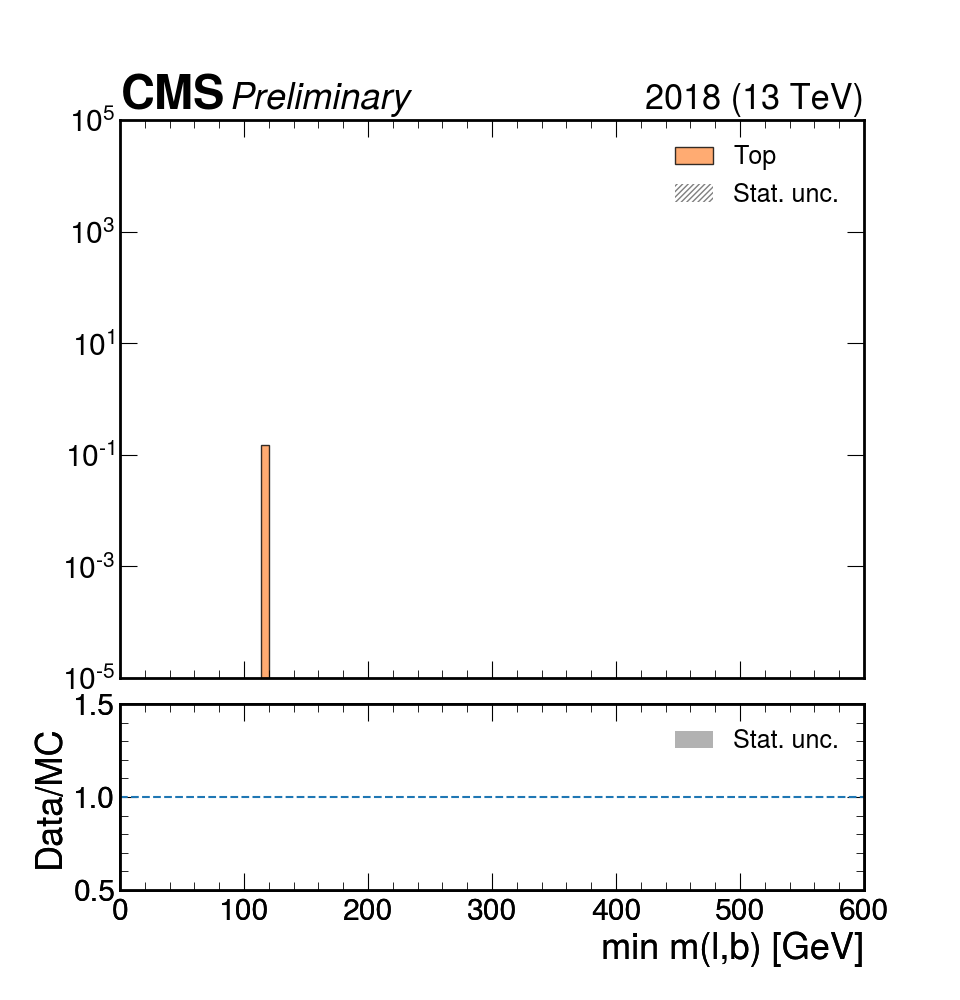 CMS Preliminary 2018 (13 TeV)
10^5
Top
Stat. unc.
10^3
10^1
10^-1
10^-3
10^-5
1.5
Stat. unc.
Data/MC
1.0
0.5
0 100 200 300 400 500 600
min m(l,b) [GeV]